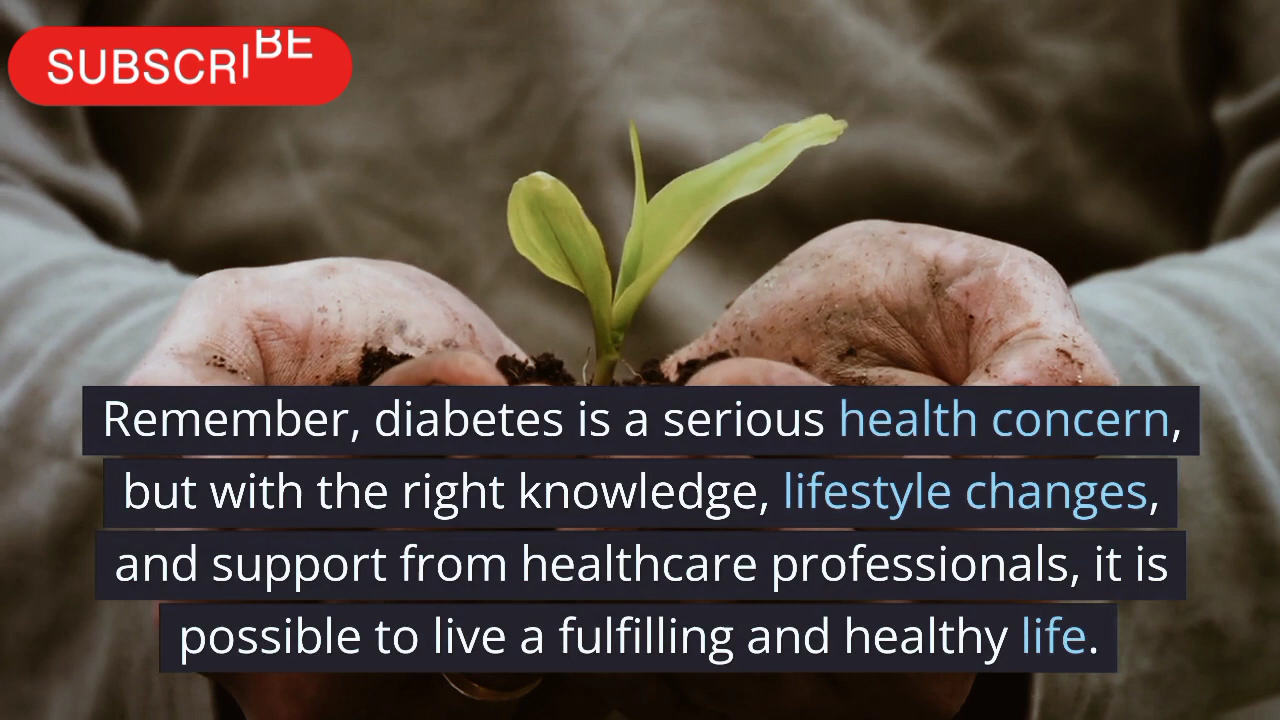 SUBSCRIBE
Remember, diabetes is a serious health concern,
but with the right knowledge, lifestyle changes,
and support from healthcare professionals, it is
possible to live a fulfilling and healthy life.